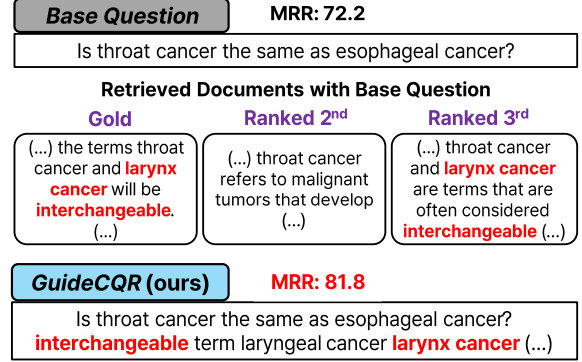 Base Question MRR: 72.2
Is throat cancer the same as esophageal cancer?
Retrieved Documents with Base Question
Gold
(...) the terms throat
cancer and larynx
cancer will be
interchangeable.
(...)
Ranked 2nd
(...) throat cancer
refers to malignant
tumors that develop
(...)
Ranked 3rd
(...) throat cancer
and larynx cancer
are terms that are
often considered
interchangeable (...)
GuideCQR (ours) MRR: 81.8
Is throat cancer the same as esophageal cancer?
interchangeable term laryngeal cancer larynx cancer (...)